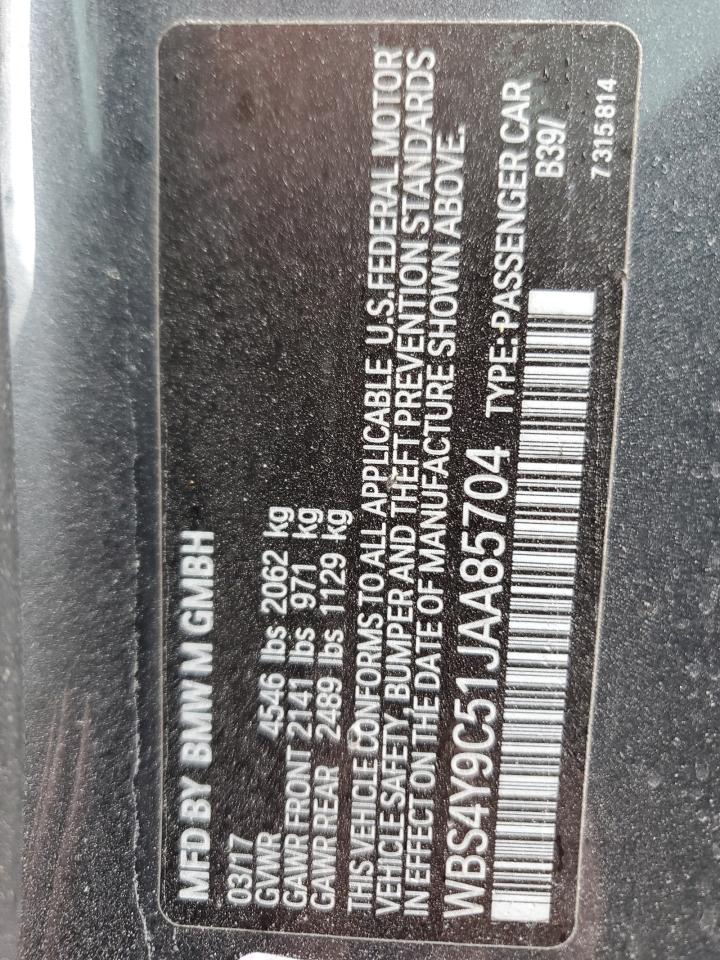 MFD BY BMW M GMBH
03/17
GVWR 4546 lbs 2062 kg
GAWR FRONT 2141 lbs 971 kg
GAWR REAR 2489 lbs 1129 kg
THIS VEHICLE CONFORMS TO ALL APPLICABLE U.S.FEDERAL MOTOR
VEHICLE SAFETY, BUMPER AND THEFT PREVENTION STANDARDS
IN EFFECT ON THE DATE OF MANUFACTURE SHOWN ABOVE.
WBS4Y9C51JAA85704 TYPE: PASSENGER CAR
B39/
7 315 814